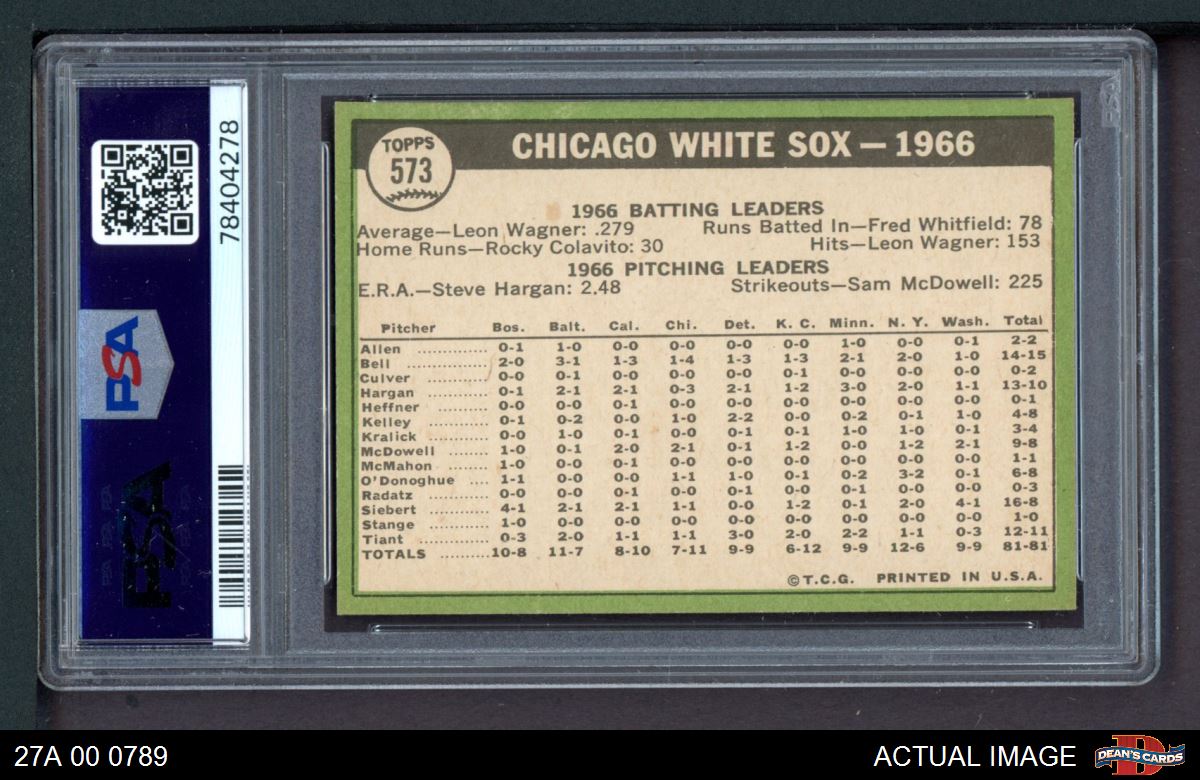 PSA
78404278
PSA
TOPPS
573
CHICAGO WHITE SOX — 1966
1966 BATTING LEADERS
Average—Leon Wagner: .279 Runs Batted In—Fred Whitfield: 78
Home Runs—Rocky Colavito: 30 Hits—Leon Wagner: 153
1966 PITCHING LEADERS
E.R.A.—Steve Hargan: 2.48 Strikeouts—Sam McDowell: 225
Pitcher Bos. Balt. Cal. Chi. Det. K. C. Minn. N. Y. Wash. Total
Allen .............. 0-1 1-0 0-0 0-0 0-0 0-0 1-0 0-0 0-1 2-2
Bell ................ 2-0 3-1 1-3 1-4 1-3 1-3 2-1 2-0 1-0 14-15
Culver ............ 0-0 0-1 0-0 0-0 0-0 0-1 0-0 0-0 0-0 0-2
Hargan ........... 0-1 2-1 2-1 0-3 2-1 1-2 3-0 2-0 1-1 13-10
Heffner .......... 0-0 0-0 0-1 0-0 0-0 0-0 0-0 0-0 0-0 0-1
Kelley ............ 0-1 0-2 0-0 1-0 2-2 0-0 0-2 0-1 1-0 4-8
Kralick ........... 0-0 1-0 0-1 0-0 0-1 0-1 1-0 1-0 0-1 3-4
McDowell ....... 1-0 0-1 2-0 2-1 0-1 1-2 0-0 1-2 2-1 9-8
McMahon ....... 1-0 0-0 0-0 0-0 0-0 0-0 0-1 0-0 0-0 1-1
O'Donoghue .... 1-1 0-0 0-0 1-1 1-0 0-1 0-2 3-2 0-1 6-8
Radatz ........... 0-0 0-0 0-1 0-0 0-1 0-0 0-1 0-0 0-0 0-3
Siebert ........... 4-1 2-1 2-1 1-1 0-0 1-2 0-1 2-0 4-1 16-8
Stange ........... 1-0 0-0 0-0 0-0 0-0 0-0 0-0 0-0 0-0 1-0
Tiant .............. 0-3 2-0 1-1 1-1 3-0 2-0 2-2 1-1 0-3 12-11
TOTALS .......... 10-8 11-7 8-10 7-11 9-9 6-12 9-9 12-6 9-9 81-81
©T.C.G. PRINTED IN U.S.A.
27A 00 0789 ACTUAL IMAGE DEAN'S CARDS